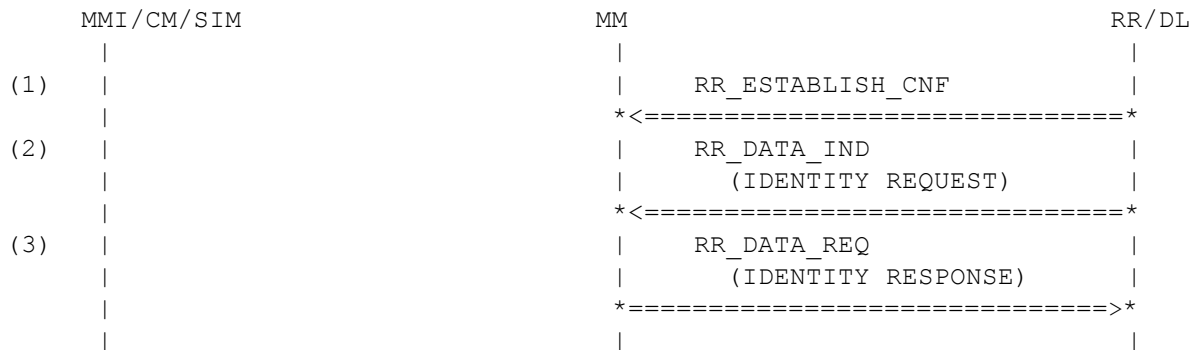 MMI/CM/SIM MM RR/DL
| | |
(1) | | RR_ESTABLISH_CNF |
| *<==============================*
(2) | | RR_DATA_IND |
| | (IDENTITY REQUEST) |
| *<==============================*
(3) | | RR_DATA_REQ |
| | (IDENTITY RESPONSE) |
| *==============================>*
| | |